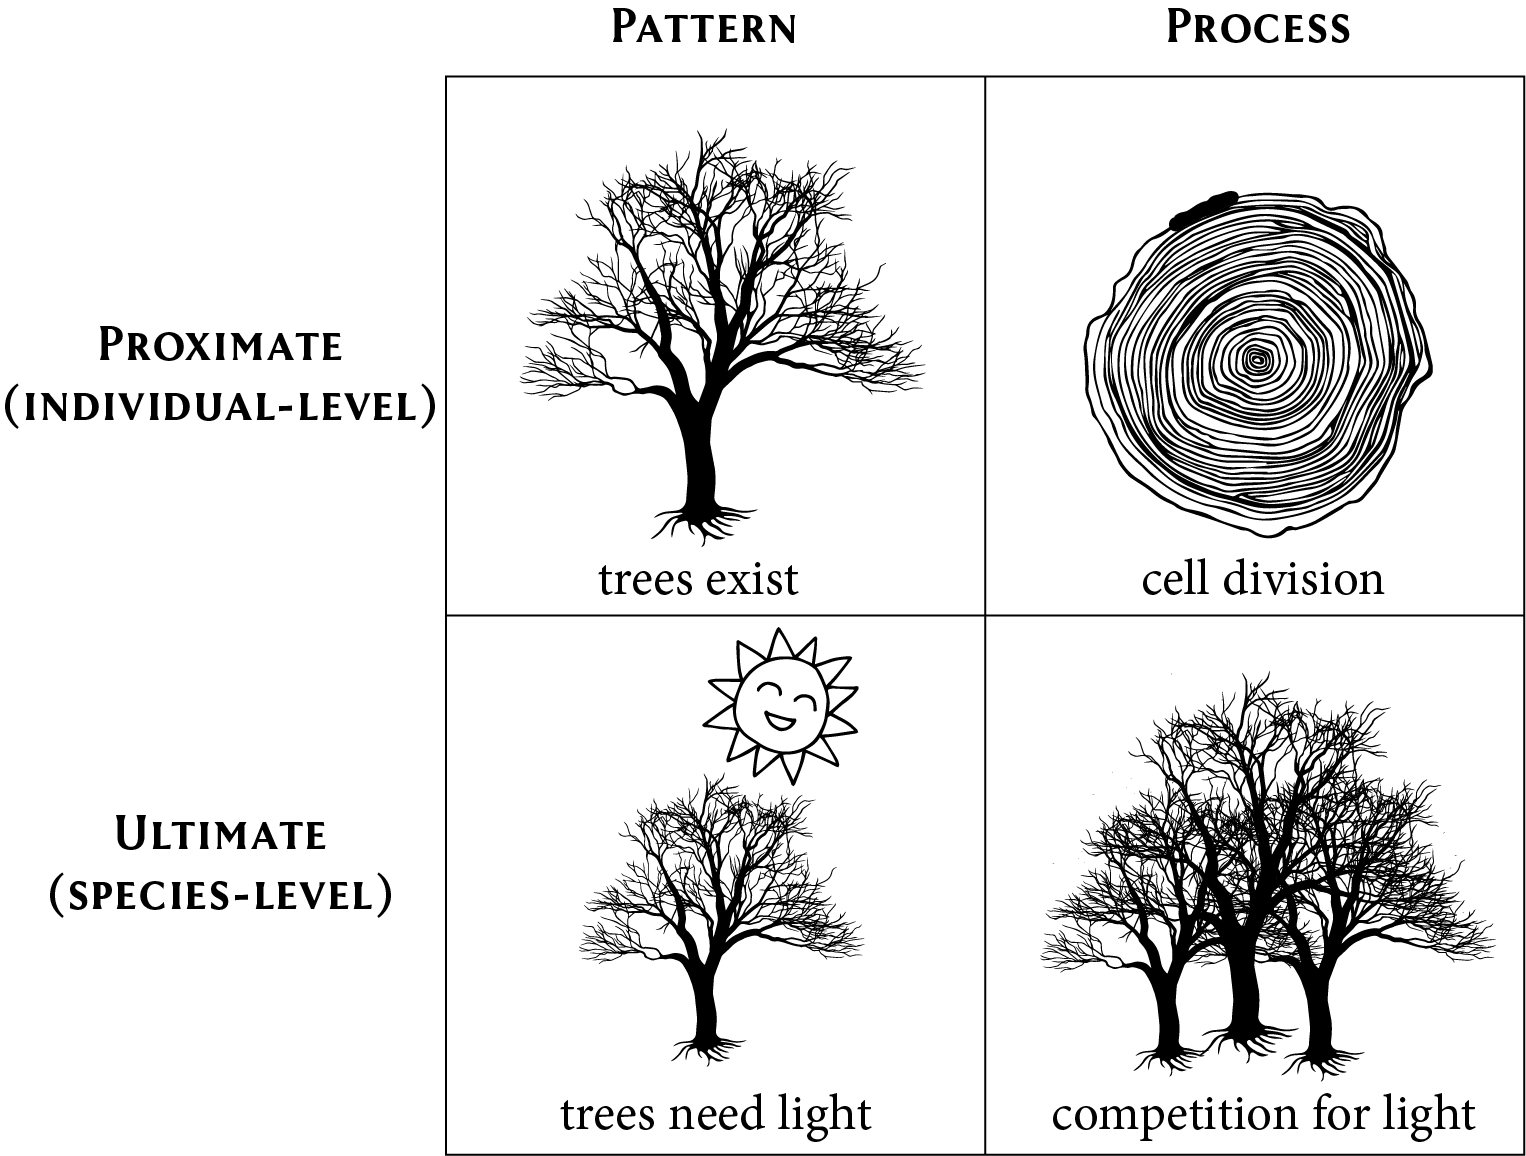 PATTERN
PROCESS
PROXIMATE
(INDIVIDUAL-LEVEL)
trees exist
cell division
ULTIMATE
(SPECIES-LEVEL)
trees need light
competition for light